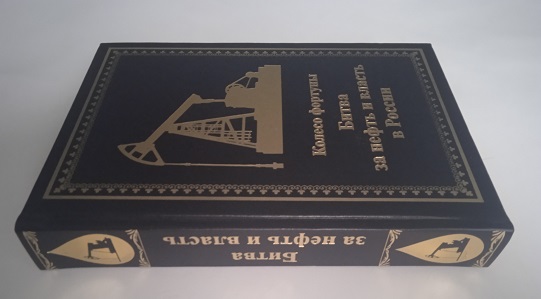 Колесо фортуны
Битва
за нефть и власть
в России
Битва
за нефть и власть